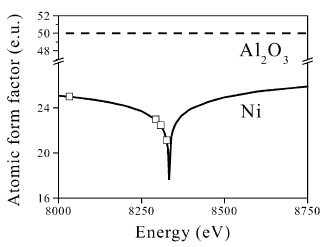 Atomic form factor (e.u.)
52
50
48
24
20
16
Al₂O₃
Ni
8000 8250 8500 8750
Energy (eV)